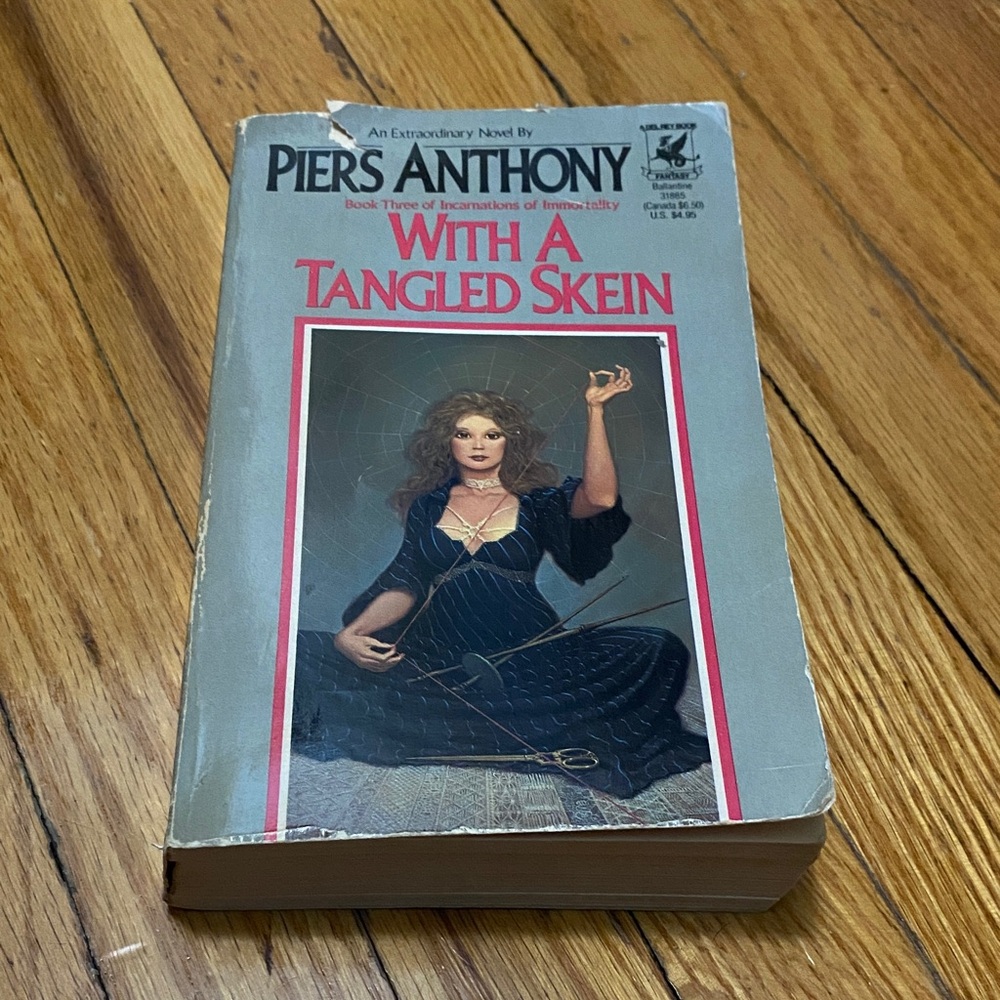 An Extraordinary Novel By
PIERS ANTHONY
Book Three of Incarnations of Immortality
WITH A
TANGLED SKEIN
A DEL REY BOOK
FANTASY
Ballantine
31885
(Canada $6.50)
U.S. $4.95